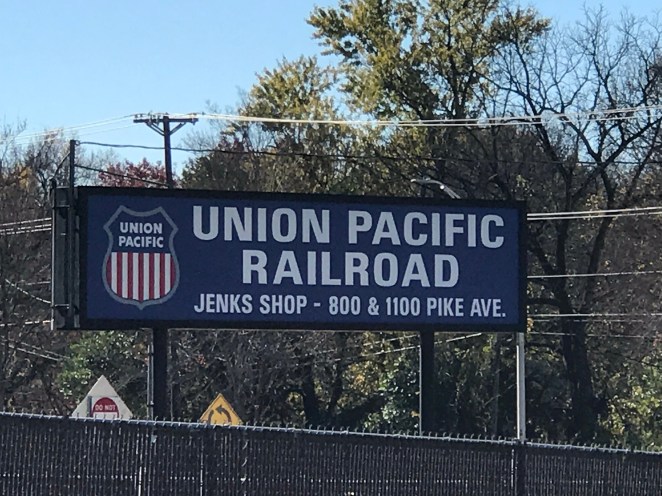 UNION
PACIFIC
UNION PACIFIC
RAILROAD
JENKS SHOP - 800 & 1100 PIKE AVE.
DO NOT